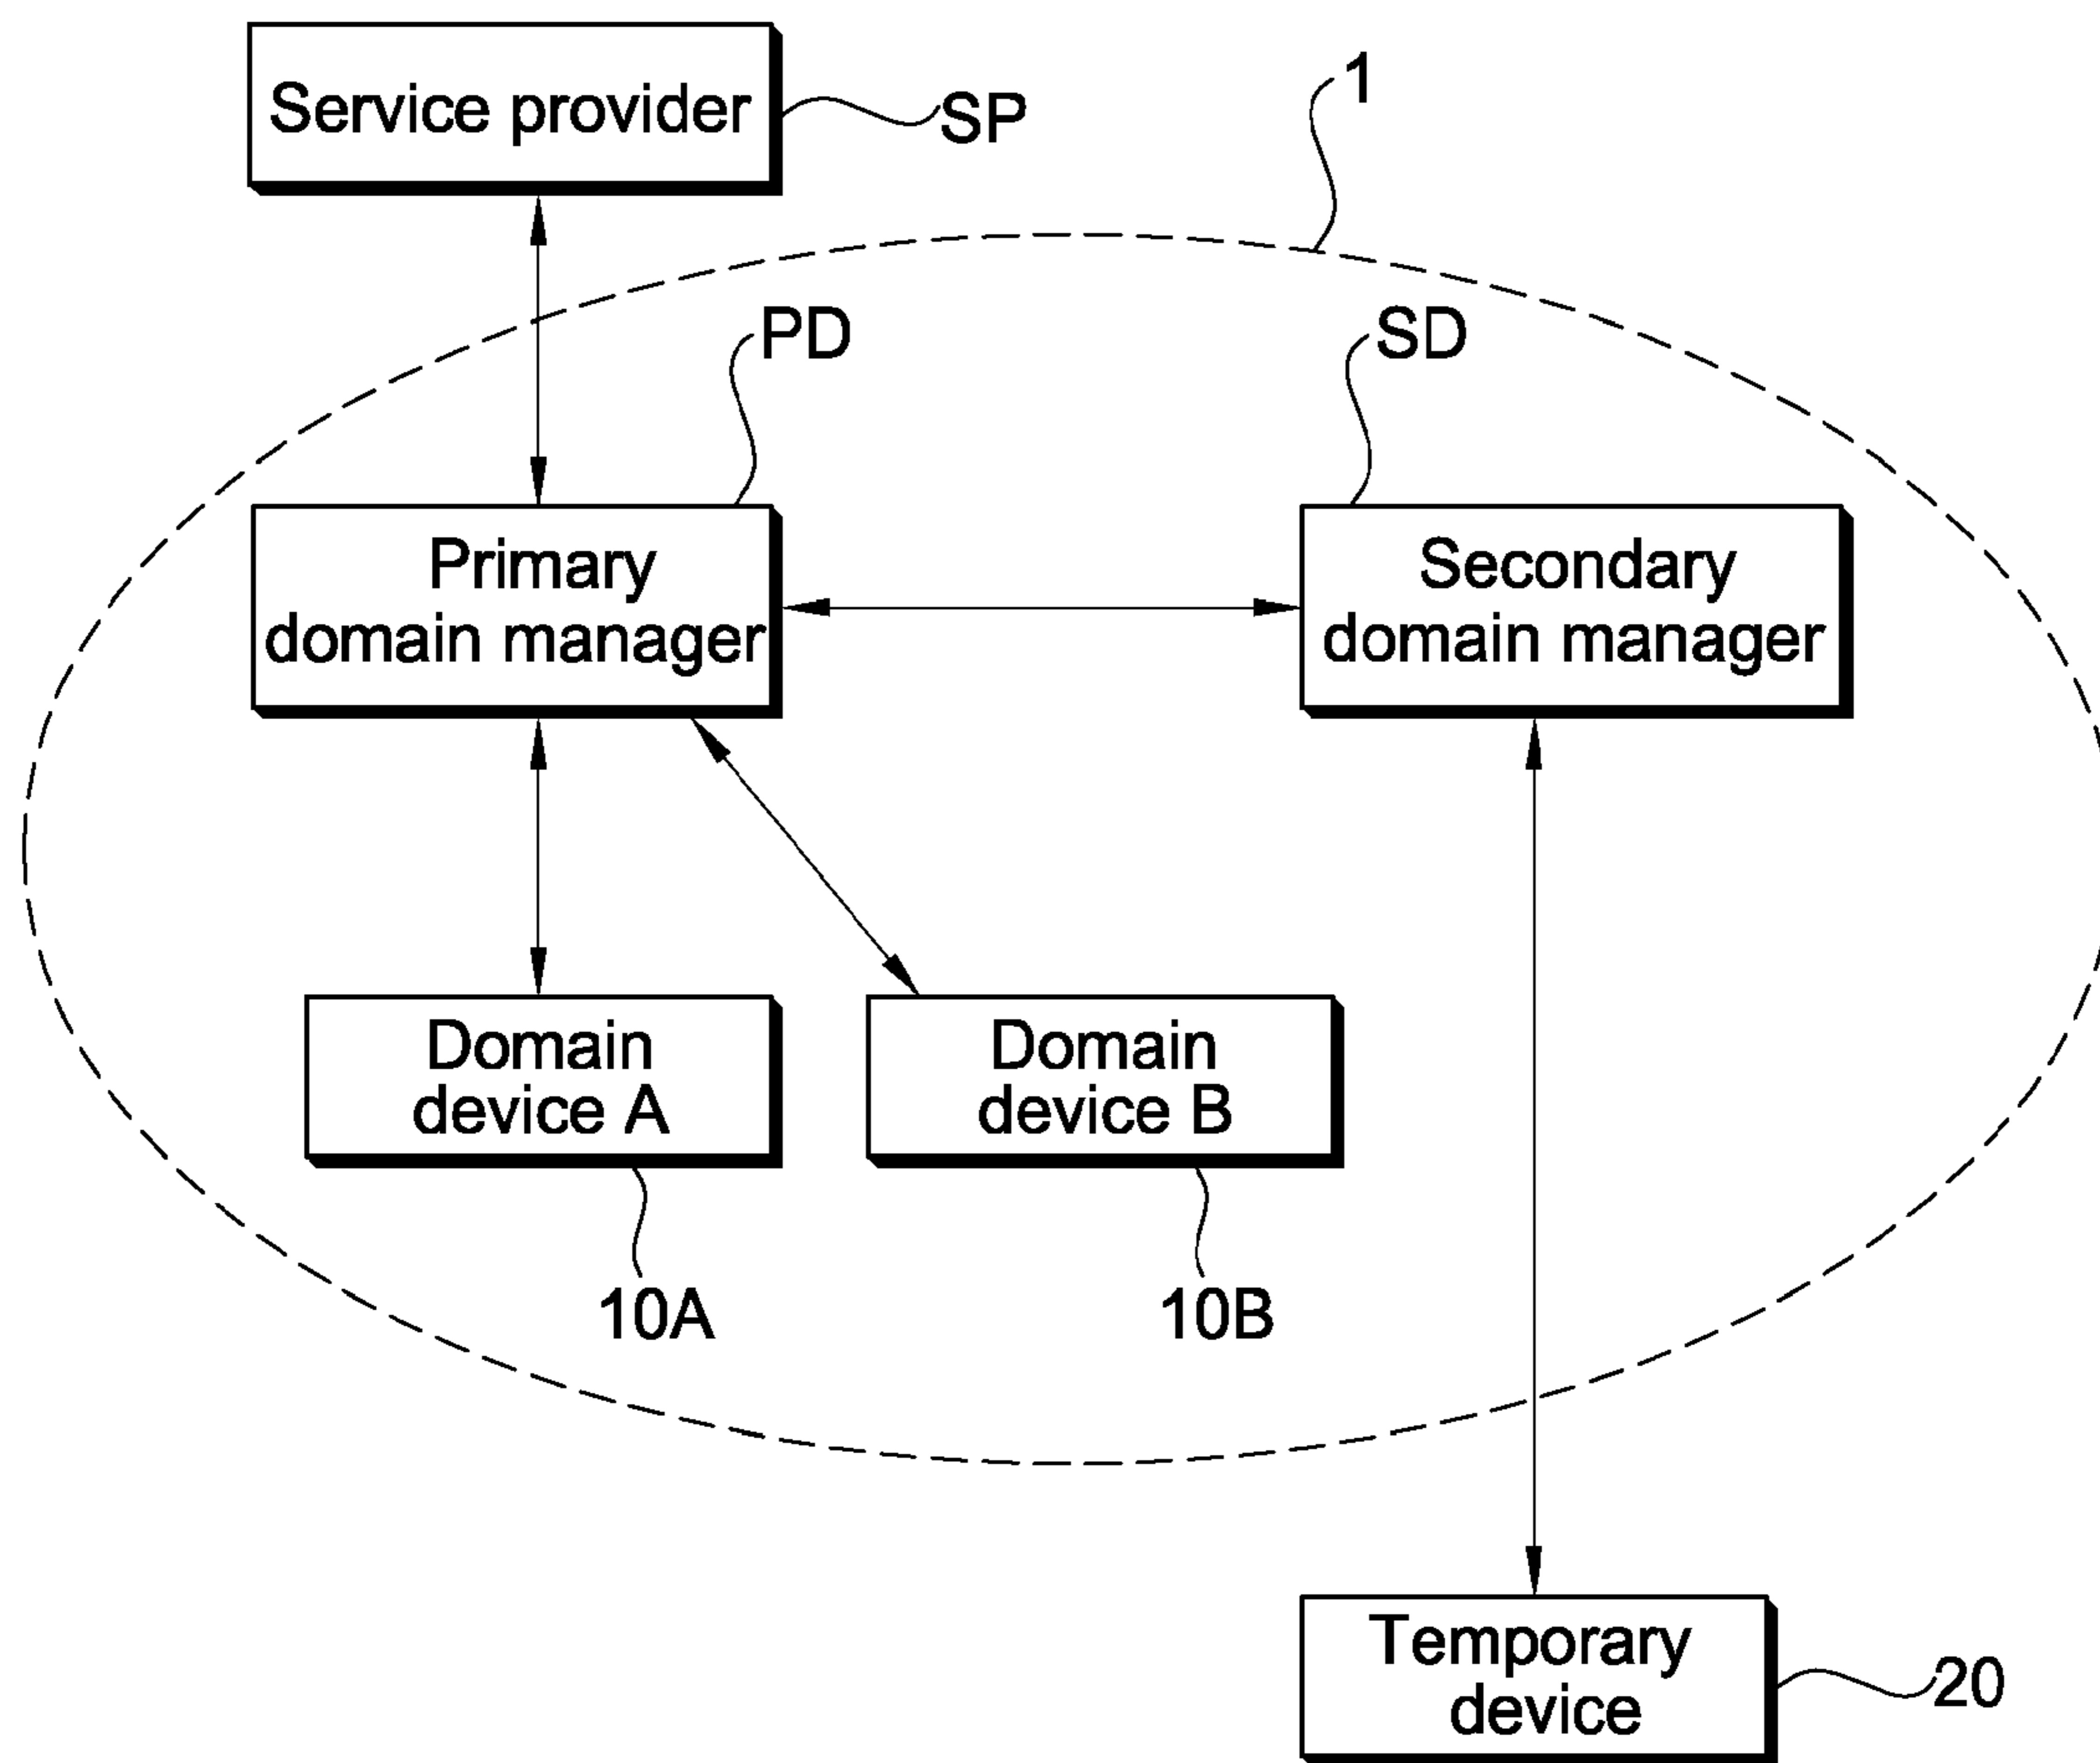 Service provider
SP
1
PD
SD
Primary
domain manager
Secondary
domain manager
Domain
device A
Domain
device B
10A
10B
Temporary
device
20